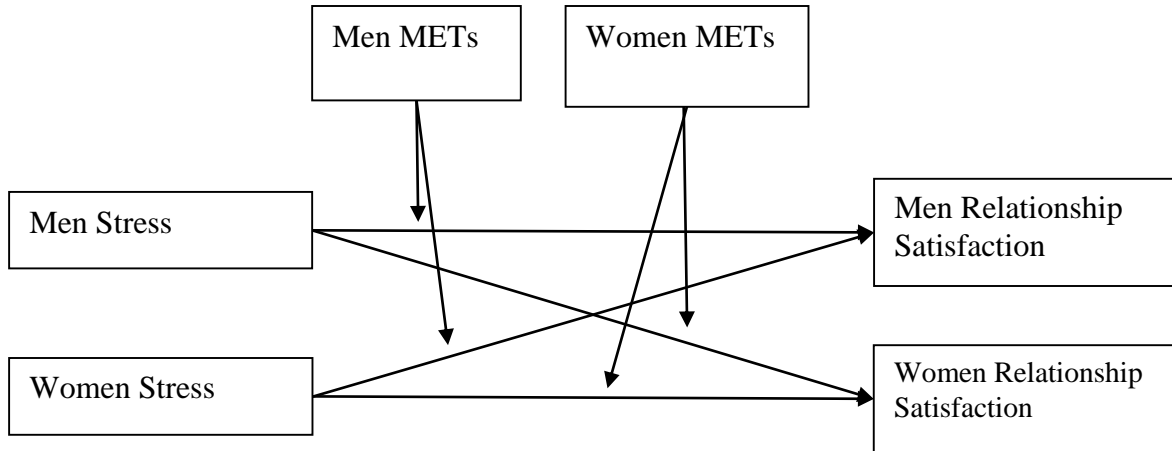 Men METs
Women METs
Men Stress
Men Relationship
Satisfaction
Women Stress
Women Relationship
Satisfaction